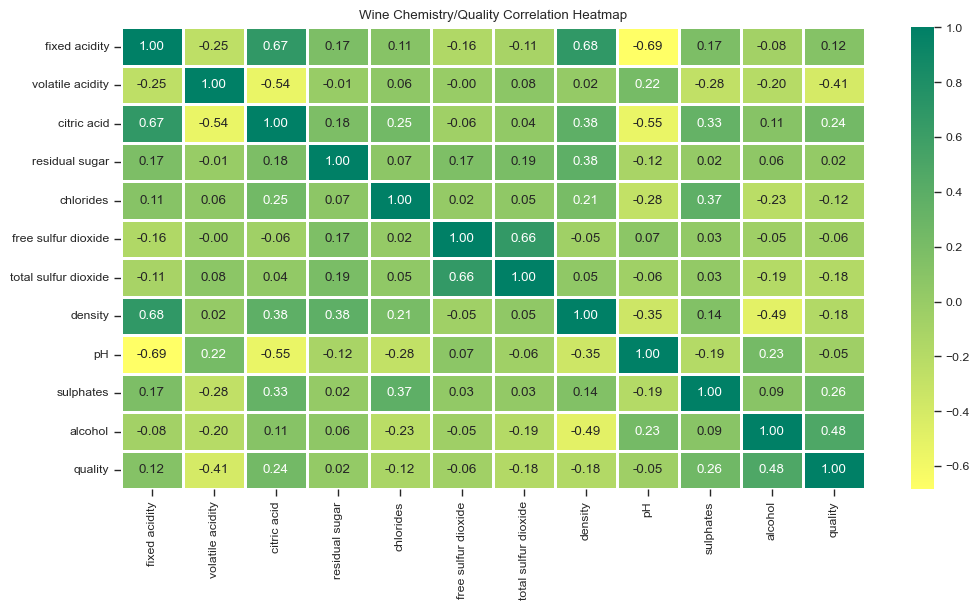 Wine Chemistry/Quality Correlation Heatmap
fixed acidity 1.00 -0.25 0.67 0.17 0.11 -0.16 -0.11 0.68 -0.69 0.17 -0.08 0.12
volatile acidity -0.25 1.00 -0.54 -0.01 0.06 -0.00 0.08 0.02 0.22 -0.28 -0.20 -0.41
citric acid 0.67 -0.54 1.00 0.18 0.25 -0.06 0.04 0.38 -0.55 0.33 0.11 0.24
residual sugar 0.17 -0.01 0.18 1.00 0.07 0.17 0.19 0.38 -0.12 0.02 0.06 0.02
chlorides 0.11 0.06 0.25 0.07 1.00 0.02 0.05 0.21 -0.28 0.37 -0.23 -0.12
free sulfur dioxide -0.16 -0.00 -0.06 0.17 0.02 1.00 0.66 -0.05 0.07 0.03 -0.05 -0.06
total sulfur dioxide -0.11 0.08 0.04 0.19 0.05 0.66 1.00 0.05 -0.06 0.03 -0.19 -0.18
density 0.68 0.02 0.38 0.38 0.21 -0.05 0.05 1.00 -0.35 0.14 -0.49 -0.18
pH -0.69 0.22 -0.55 -0.12 -0.28 0.07 -0.06 -0.35 1.00 -0.19 0.23 -0.05
sulphates 0.17 -0.28 0.33 0.02 0.37 0.03 0.03 0.14 -0.19 1.00 0.09 0.26
alcohol -0.08 -0.20 0.11 0.06 -0.23 -0.05 -0.19 -0.49 0.23 0.09 1.00 0.48
quality 0.12 -0.41 0.24 0.02 -0.12 -0.06 -0.18 -0.18 -0.05 0.26 0.48 1.00
fixed acidity
volatile acidity
citric acid
residual sugar
chlorides
free sulfur dioxide
total sulfur dioxide
density
pH
sulphates
alcohol
quality
1.0
0.8
0.6
0.4
0.2
0.0
−0.2
−0.4
−0.6